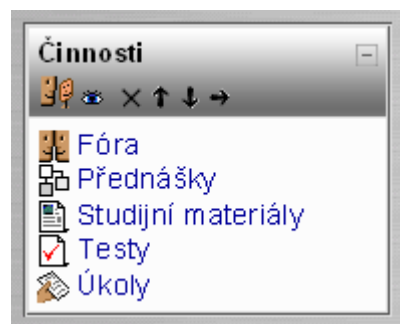 Činnosti
Fóra
Přednášky
Studijní materiály
Testy
Úkoly